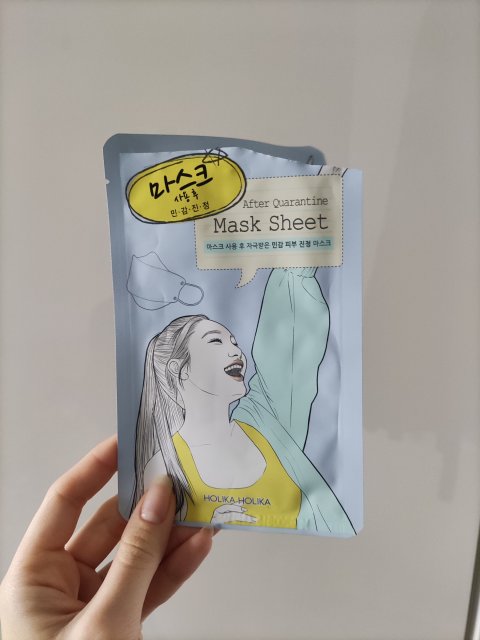 마스크
사용 후
민·감·진·정
After Quarantine
Mask Sheet
마스크 사용 후 자극받은 민감 피부 진정 마스크
HOLIKA HOLIKA